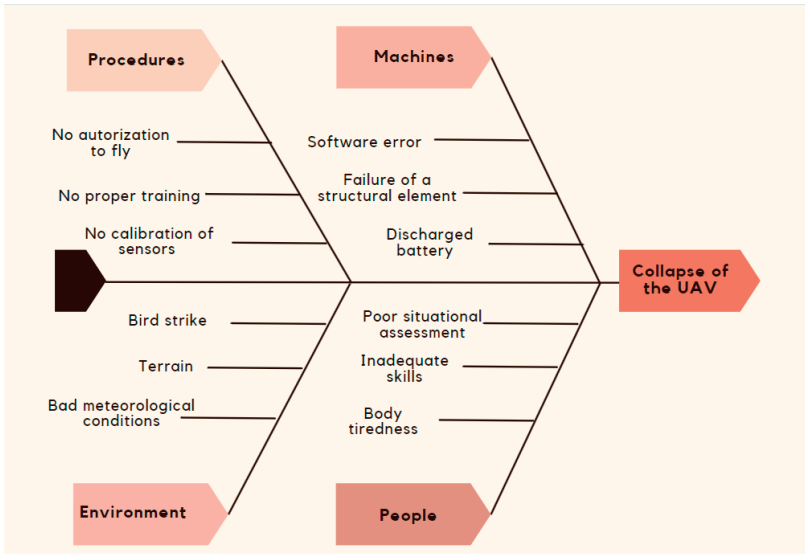 Procedures
Machines
No autorization
to fly
No proper training
No calibration of
sensors
Software error
Failure of a
structural element
Discharged
battery
Collapse of
the UAV
Bird strike
Terrain
Bad meteorological
conditions
Poor situational
assessment
Inadequate
skills
Body
tiredness
Environment
People